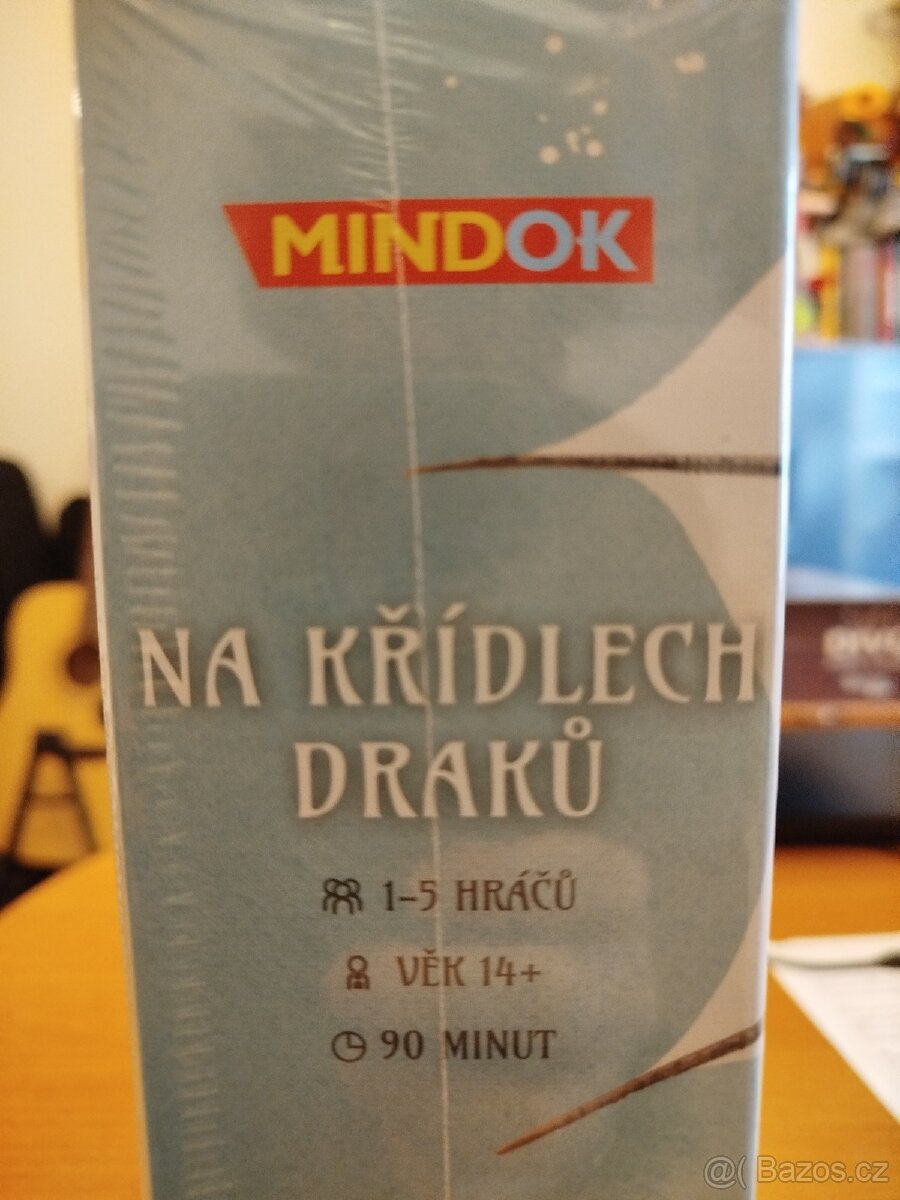 MINDOK
NA KŘÍDLECH
DRAKŮ
1–5 HRÁČŮ
VĚK 14+
90 MINUT
@( Bazos.cz